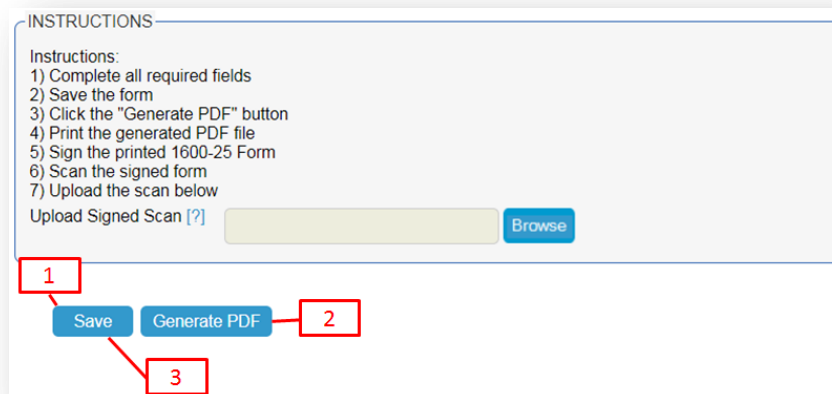 INSTRUCTIONS
Instructions:
1) Complete all required fields
2) Save the form
3) Click the "Generate PDF" button
4) Print the generated PDF file
5) Sign the printed 1600-25 Form
6) Scan the signed form
7) Upload the scan below
Upload Signed Scan [?] Browse
1
Save Generate PDF 2
3